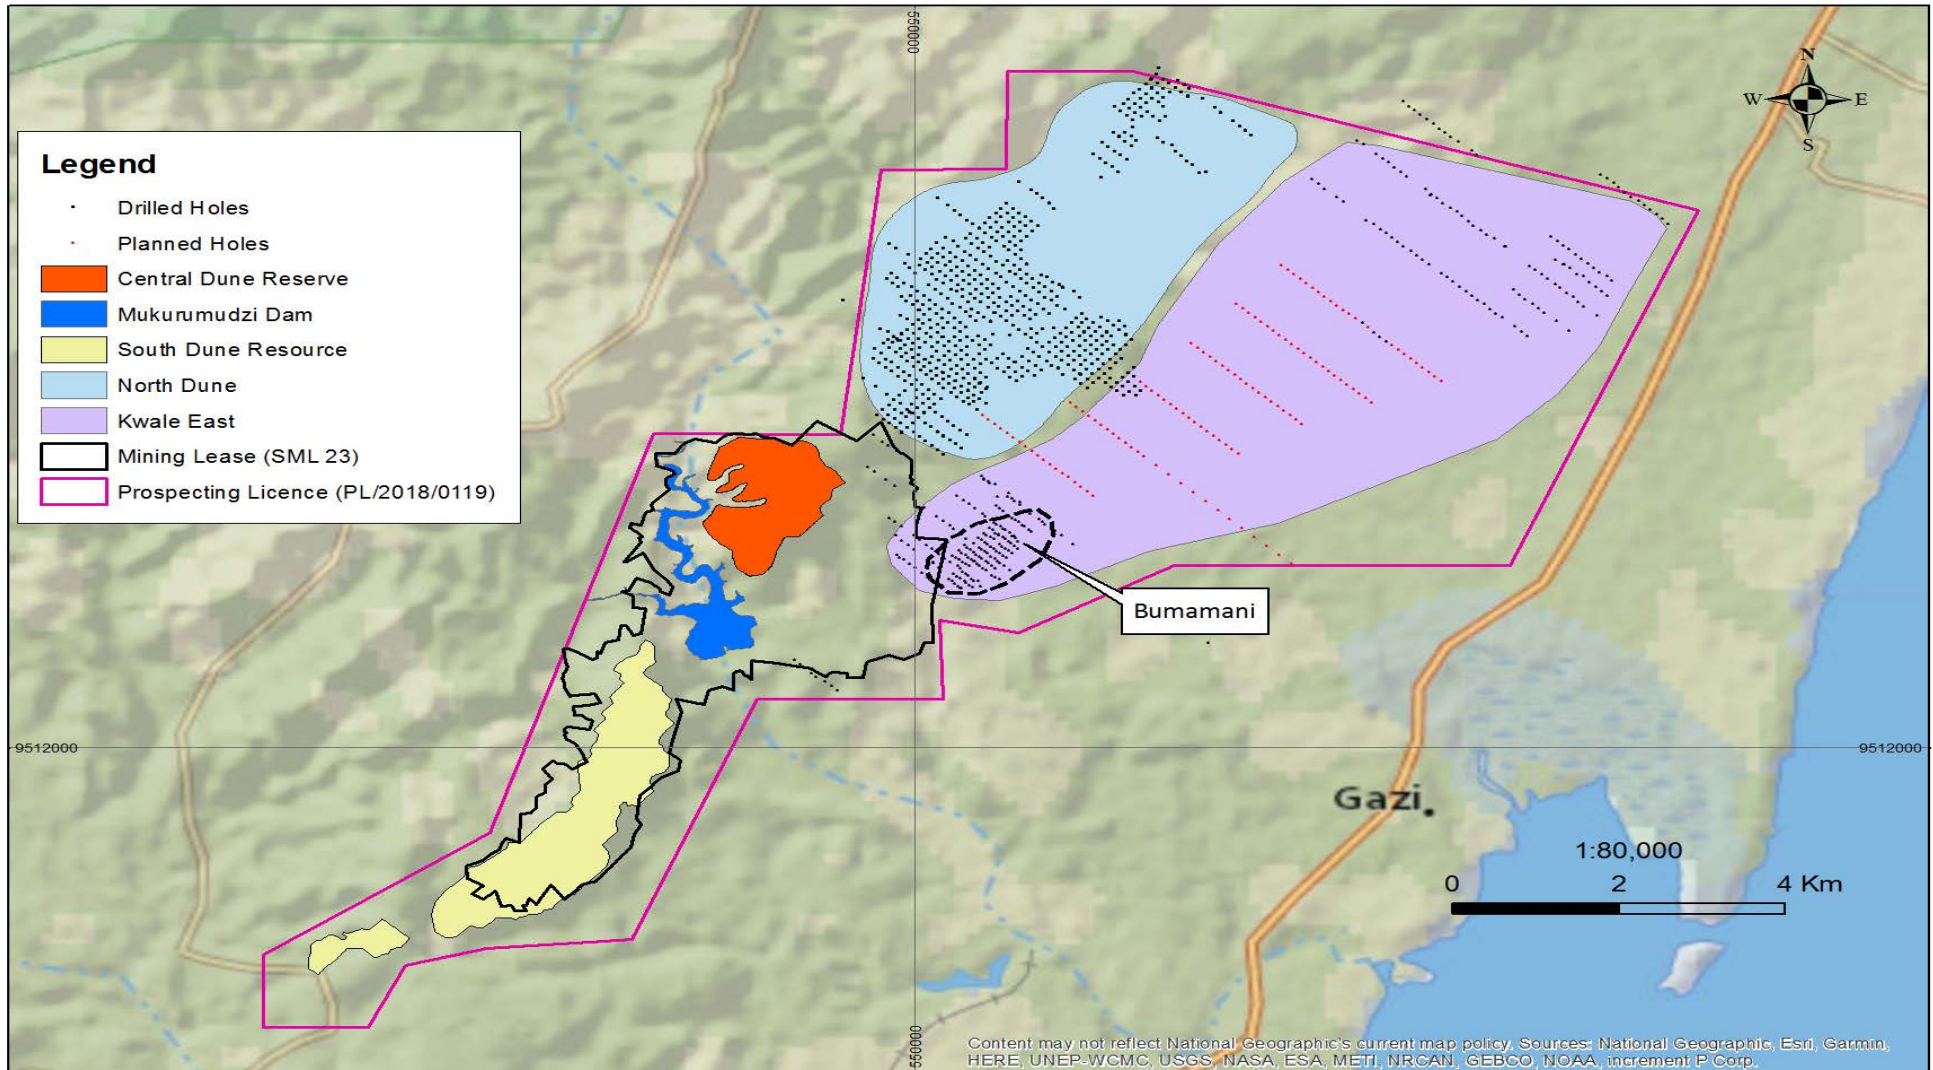 550000
N
W E
S
Legend
Drilled Holes
Planned Holes
Central Dune Reserve
Mukurumudzi Dam
South Dune Resource
North Dune
Kwale East
Mining Lease (SML 23)
Prospecting Licence (PL/2018/0119)
Bumamani
9512000 9512000
Gazi
1:80,000
0 2 4 Km
550000
Content may not reflect National Geographic's current map policy. Sources: National Geographic, Esri, Garmin,
HERE, UNEP-WCMC, USGS, NASA, ESA, METI, NRCAN, GEBCO, NOAA, increment P Corp.